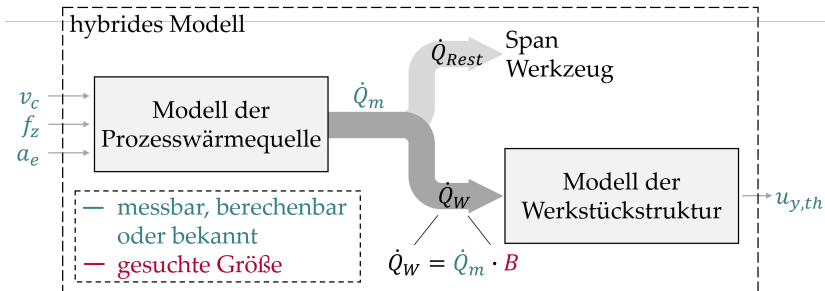 hybrides Modell
v_c
f_z
a_e
Modell der
Prozesswärmequelle
Q̇_m
Q̇_Rest
Span
Werkzeug
Q̇_W
Modell der
Werkstückstruktur
u_y,th
Q̇_W = Q̇_m · B
messbar, berechenbar
oder bekannt
gesuchte Größe